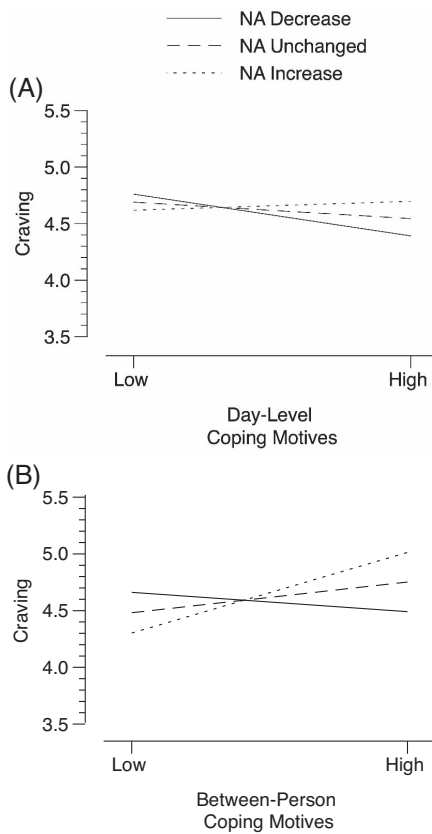 NA Decrease
NA Unchanged
NA Increase
(A)
5.5
5.0
4.5
4.0
3.5
Craving
Low
High
Day-Level
Coping Motives
(B)
5.5
5.0
4.5
4.0
3.5
Craving
Low
High
Between-Person
Coping Motives